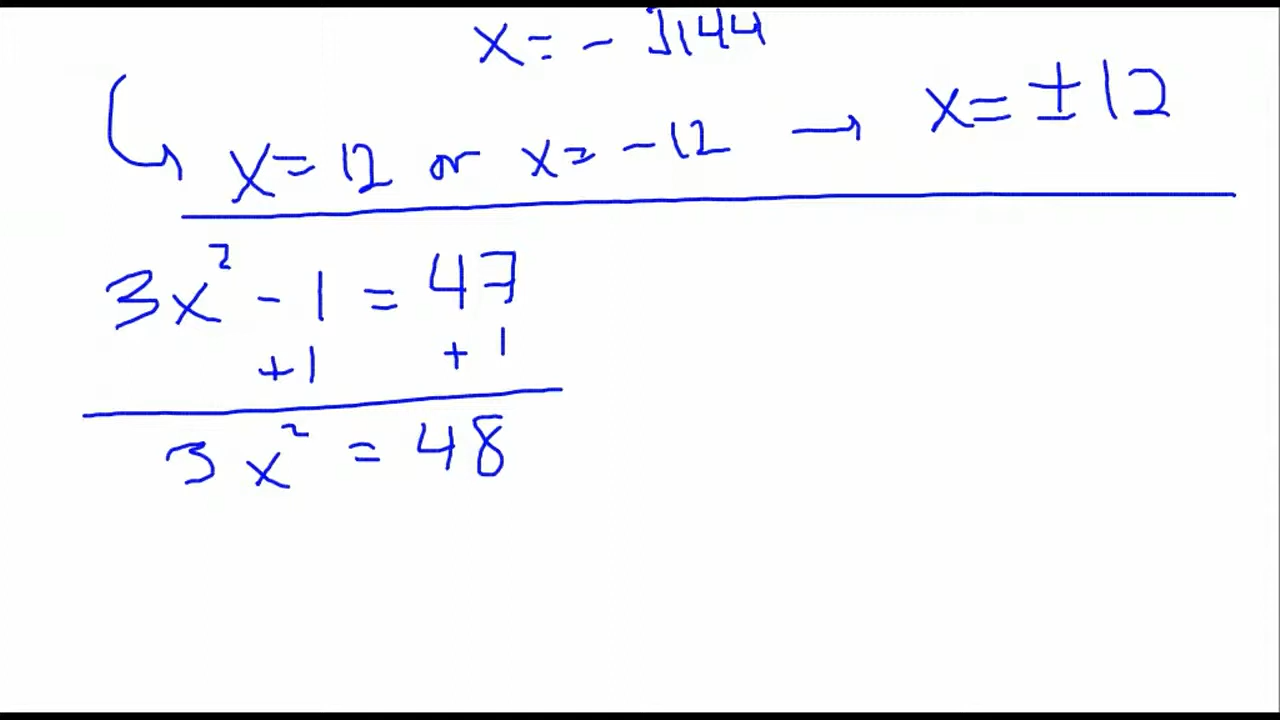 x = - √144
x = 12 or x = -12 → x = ±12
3x² - 1 = 47
+1 +1
3x² = 48